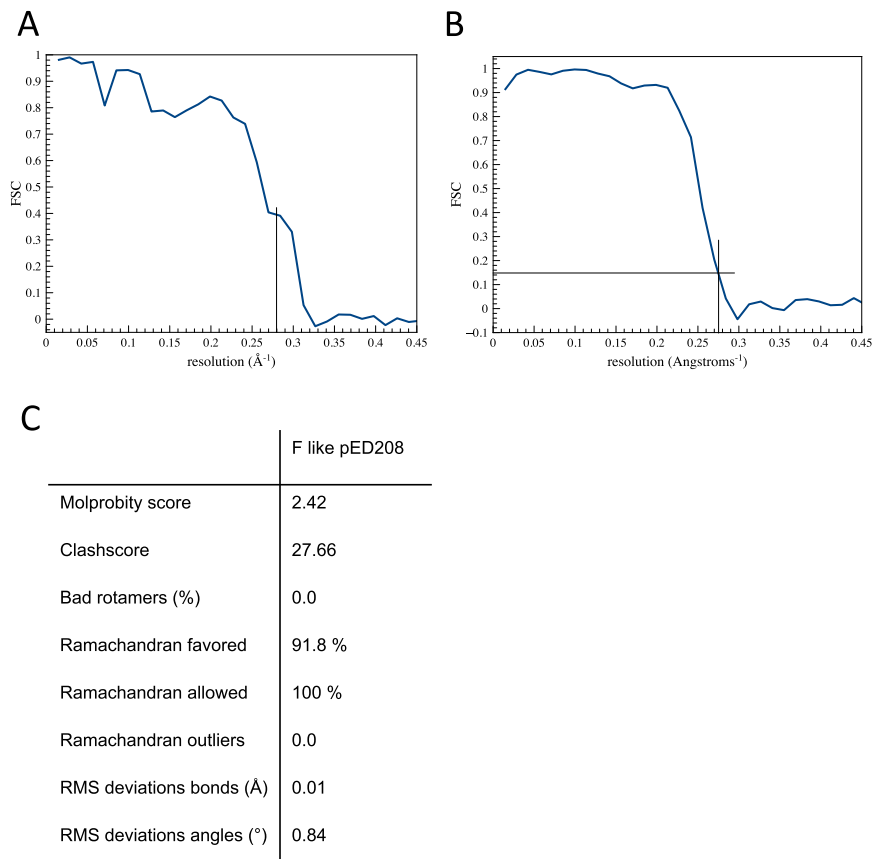 A
1
0.9
0.8
0.7
0.6
0.5
0.4
0.3
0.2
0.1
0
FSC
0 0.05 0.1 0.15 0.2 0.25 0.3 0.35 0.4 0.45
resolution (Å⁻¹)
B
1
0.9
0.8
0.7
0.6
0.5
0.4
0.3
0.2
0.1
0
−0.1
FSC
0 0.05 0.1 0.15 0.2 0.25 0.3 0.35 0.4 0.45
resolution (Angstroms⁻¹)
C
F like pED208
Molprobity score 2.42
Clashscore 27.66
Bad rotamers (%) 0.0
Ramachandran favored 91.8 %
Ramachandran allowed 100 %
Ramachandran outliers 0.0
RMS deviations bonds (Å) 0.01
RMS deviations angles (°) 0.84